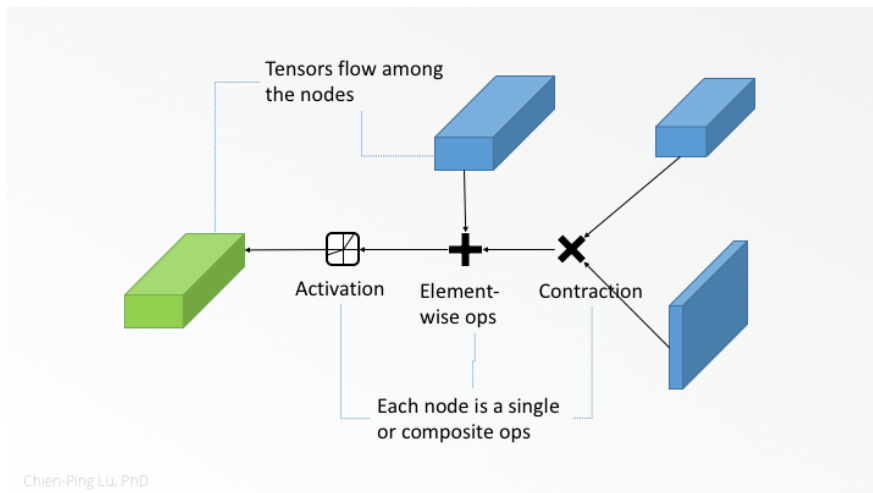 Tensors flow among
the nodes
Activation
Element-
wise ops
Contraction
Each node is a single
or composite ops
Chien-Ping Lu, PhD